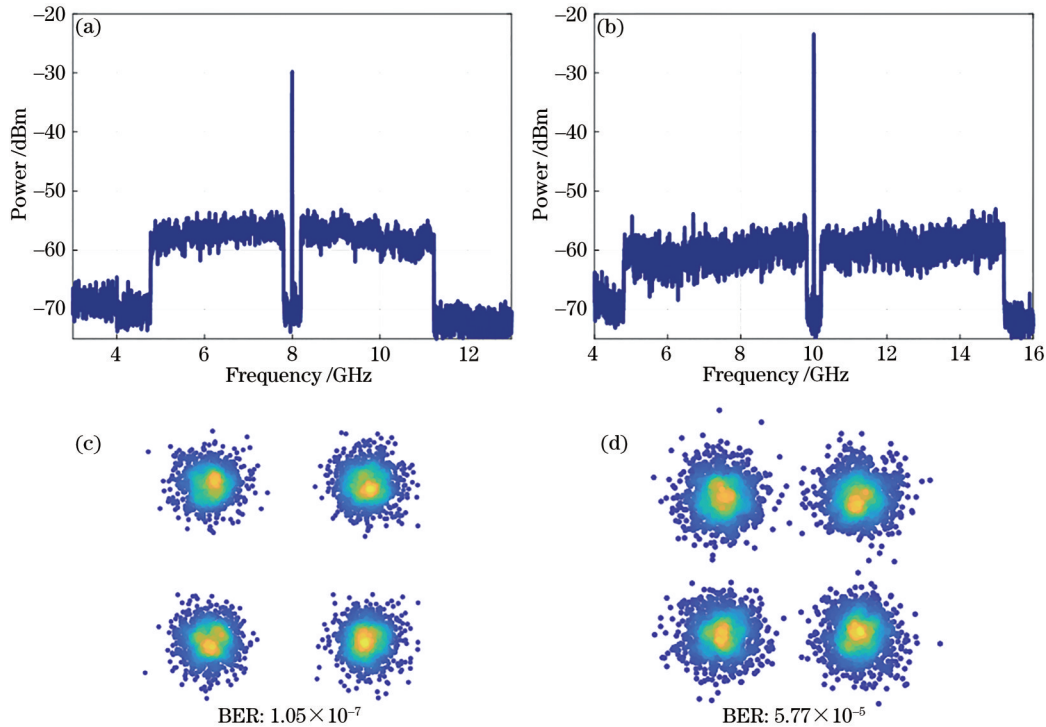 (a)
−20
−30
−40
−50
−60
−70
Power /dBm
4
6
8
10
12
Frequency /GHz
(b)
−20
−30
−40
−50
−60
−70
Power /dBm
4
6
8
10
12
14
16
Frequency /GHz
(c)
BER: 1.05×10⁻⁷
(d)
BER: 5.77×10⁻⁵